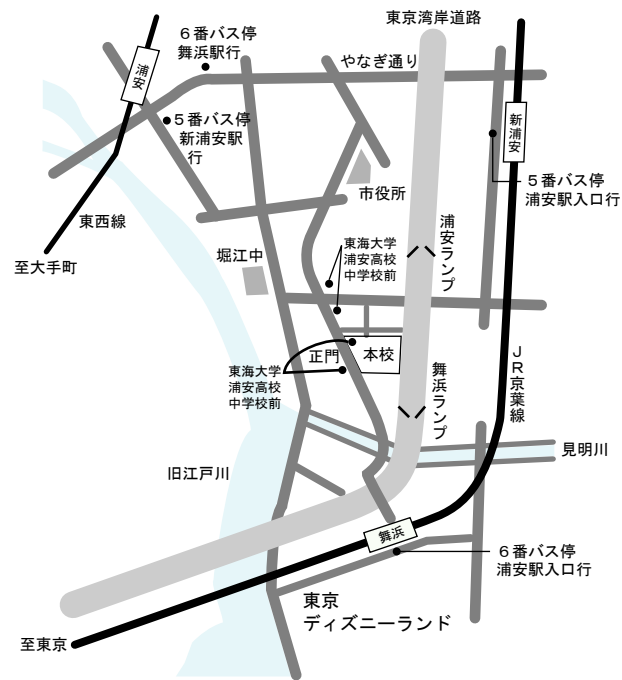 東京湾岸道路
６番バス停
舞浜駅行
やなぎ通り
浦安
５番バス停
新浦安駅
行
新浦安
５番バス停
浦安駅入口行
市役所
東西線
至大手町
堀江中
東海大学
浦安高校
中学校前
浦安ランプ
正門
本校
東海大学
浦安高校
中学校前
舞浜ランプ
ＪＲ京葉線
見明川
旧江戸川
舞浜
６番バス停
浦安駅入口行
東京
ディズニーランド
至東京